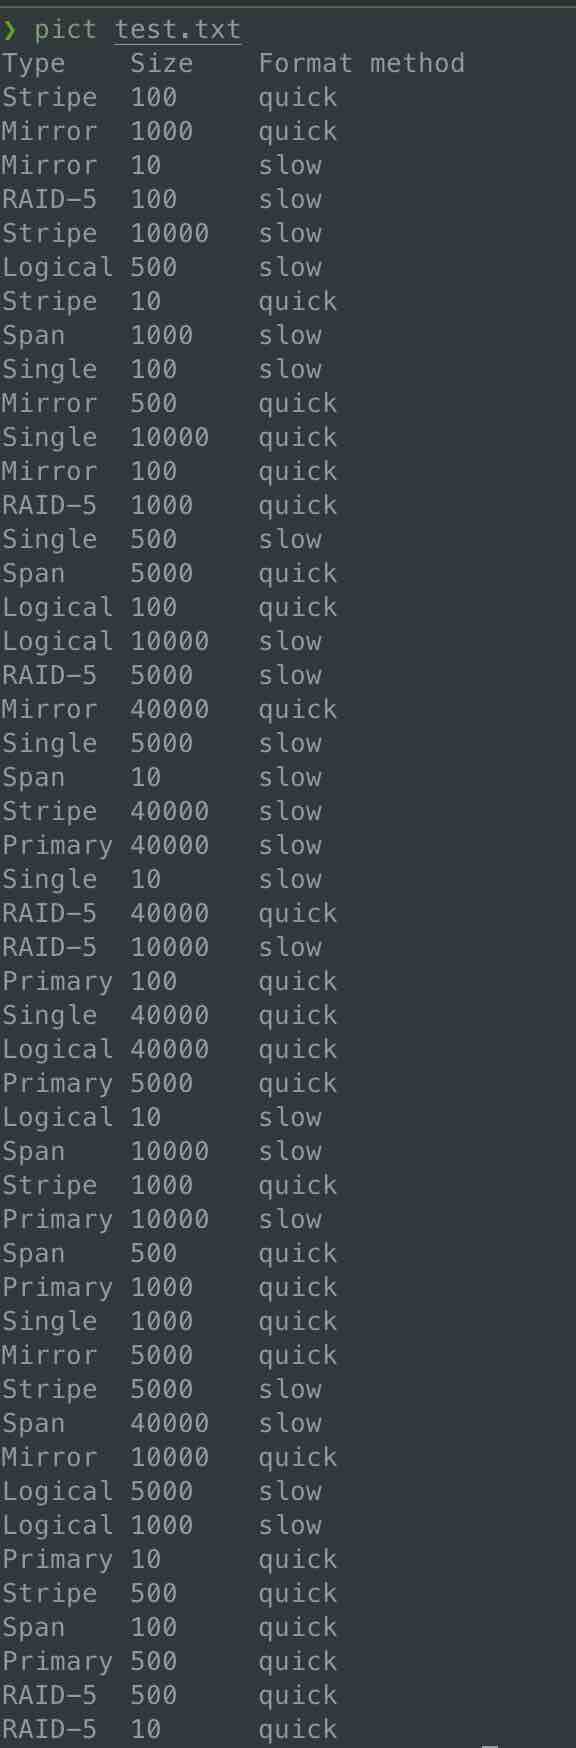 ❯ pict test.txt
Type Size Format method
Stripe 100 quick
Mirror 1000 quick
Mirror 10 slow
RAID-5 100 slow
Stripe 10000 slow
Logical 500 slow
Stripe 10 quick
Span 1000 slow
Single 100 slow
Mirror 500 quick
Single 10000 quick
Mirror 100 quick
RAID-5 1000 quick
Single 500 slow
Span 5000 quick
Logical 100 quick
Logical 10000 slow
RAID-5 5000 slow
Mirror 40000 quick
Single 5000 slow
Span 10 slow
Stripe 40000 slow
Primary 40000 slow
Single 10 slow
RAID-5 40000 quick
RAID-5 10000 slow
Primary 100 quick
Single 40000 quick
Logical 40000 quick
Primary 5000 quick
Logical 10 slow
Span 10000 slow
Stripe 1000 quick
Primary 10000 slow
Span 500 quick
Primary 1000 quick
Single 1000 quick
Mirror 5000 quick
Stripe 5000 slow
Span 40000 slow
Mirror 10000 quick
Logical 5000 slow
Logical 1000 slow
Primary 10 quick
Stripe 500 quick
Span 100 quick
Primary 500 quick
RAID-5 500 quick
RAID-5 10 quick